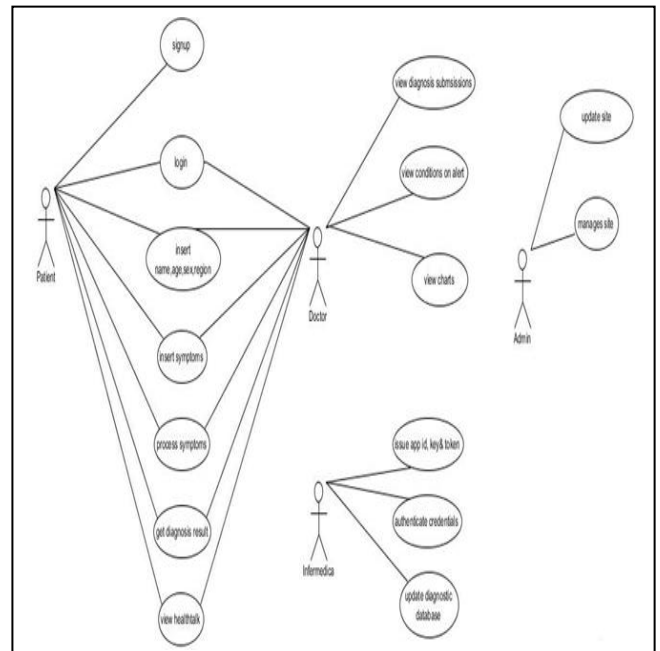 signup
login
insert
name,age,sex,region
insert symptoms
process symptoms
get diagnosis result
view healthtalk
Patient
view diagnosis submsissions
view conditions on alert
view charts
Doctor
update site
manages site
Admin
issue app id, key& token
authenticate credentials
update diagnostic
database
Infermedica